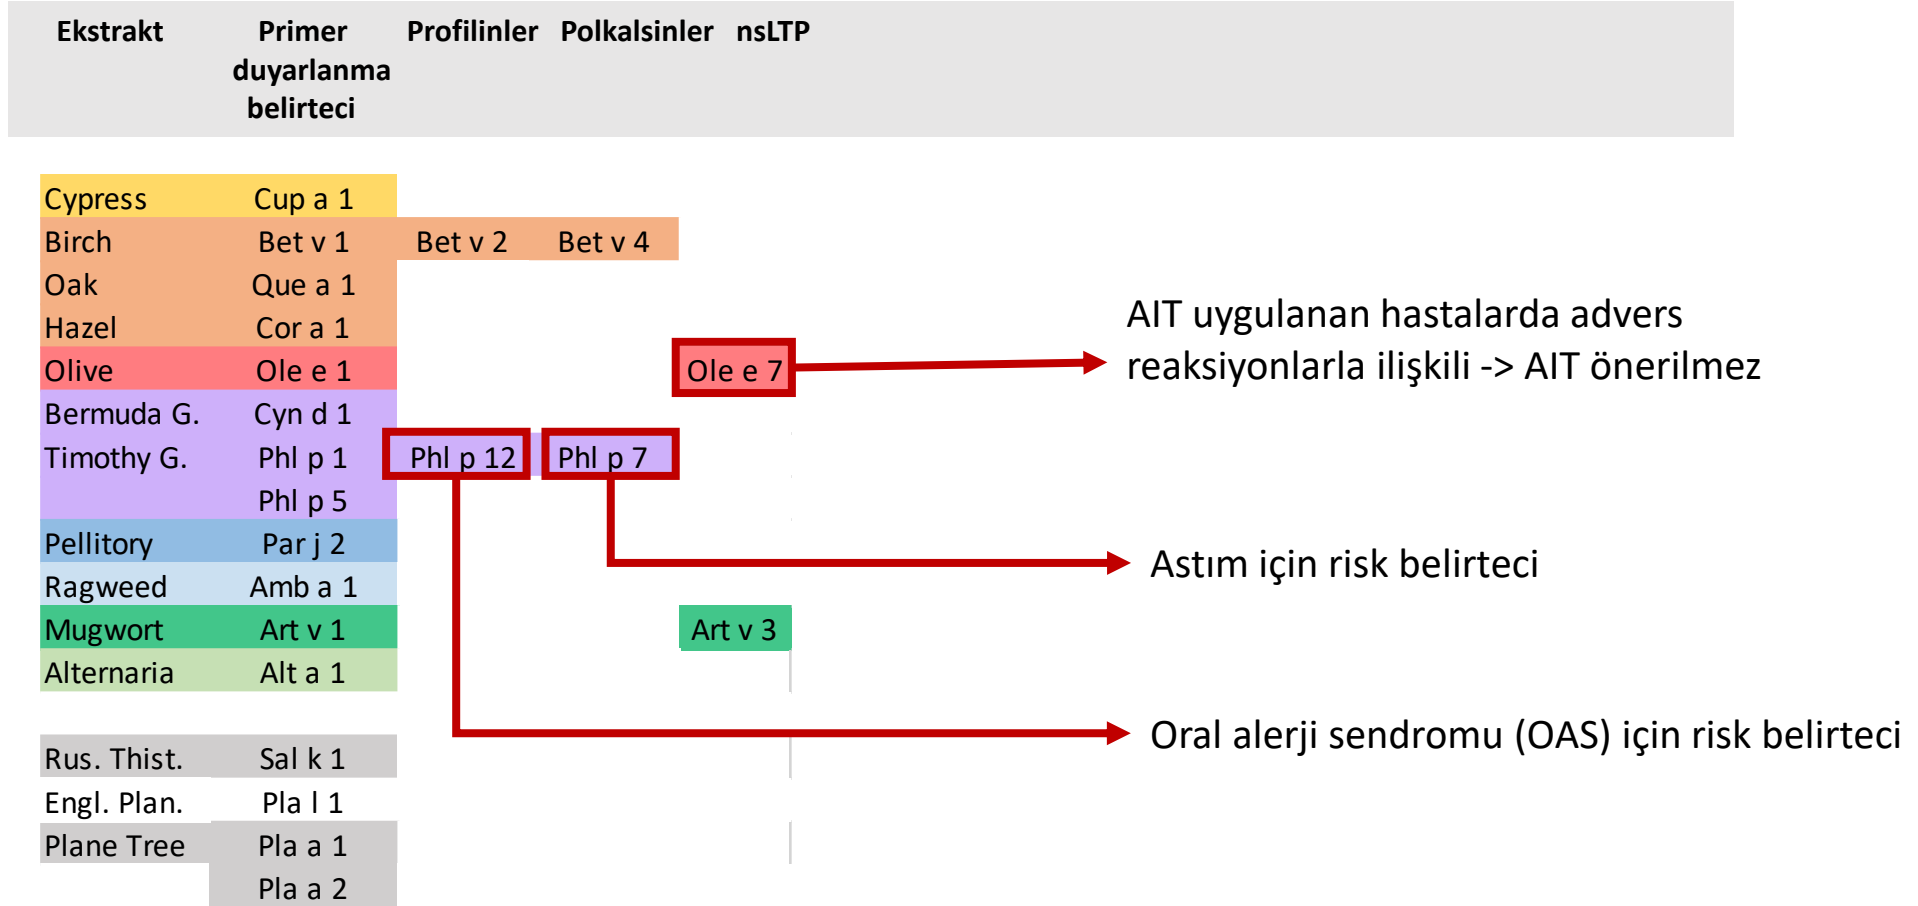 Ekstrakt Primer duyarlanma belirteci Profilinler Polkalsinler nsLTP
Cypress Cup a 1
Birch Bet v 1 Bet v 2 Bet v 4
Oak Que a 1
Hazel Cor a 1
Olive Ole e 1 Ole e 7
Bermuda G. Cyn d 1
Timothy G. Phl p 1 Phl p 12 Phl p 7
Phl p 5
Pellitory Par j 2
Ragweed Amb a 1
Mugwort Art v 1 Art v 3
Alternaria Alt a 1
Rus. Thist. Sal k 1
Engl. Plan. Pla l 1
Plane Tree Pla a 1
Pla a 2
AIT uygulanan hastalarda advers
reaksiyonlarla ilişkili -> AIT önerilmez
Astım için risk belirteci
Oral alerji sendromu (OAS) için risk belirteci